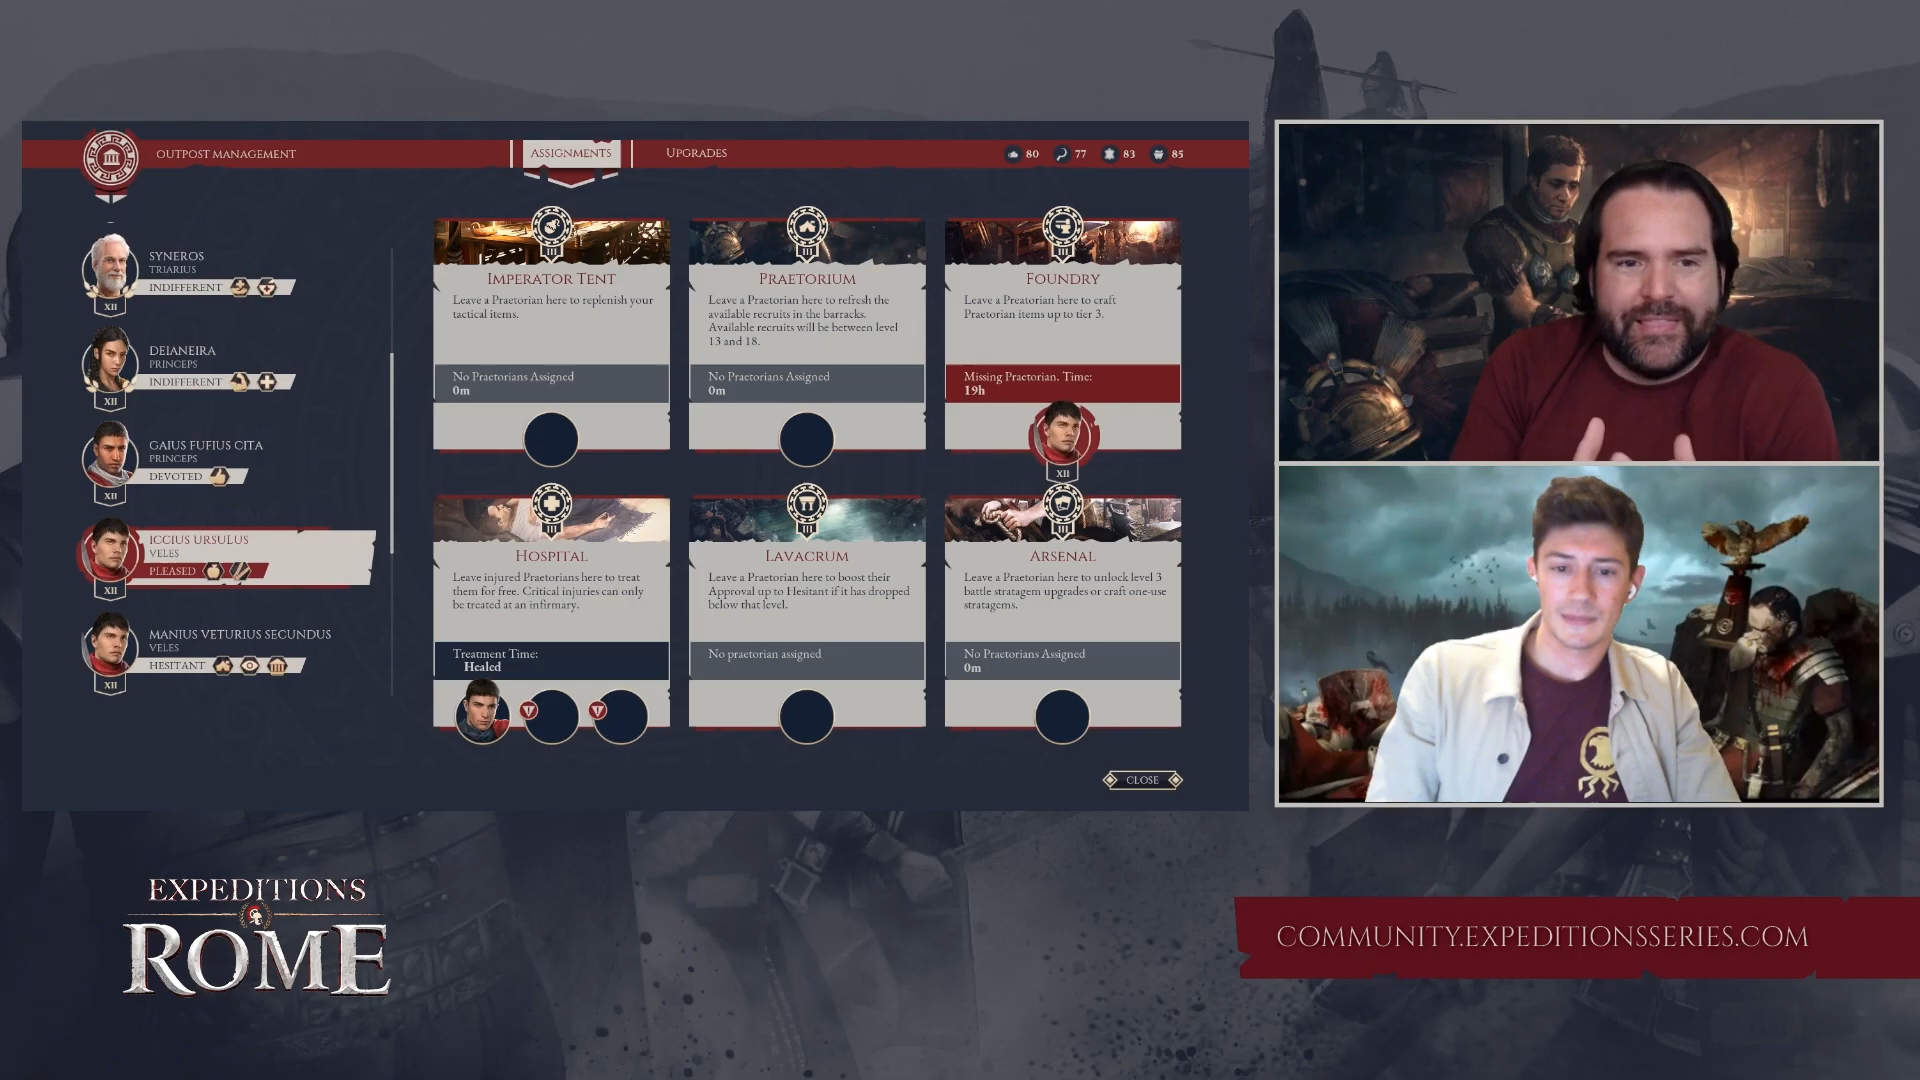 OUTPOST MANAGEMENT
ASSIGNMENTS
UPGRADES
80
77
83
85
SYNEROS
TRIARIUS
INDIFFERENT
XII
DEIANEIRA
PRINCEPS
INDIFFERENT
XII
GAIUS FUFIUS CITA
PRINCEPS
DEVOTED
XII
ICCIUS URSULUS
VELES
PLEASED
XII
MANIUS VETURIUS SECUNDUS
VELES
HESITANT
XII
III
IMPERATOR TENT
Leave a Praetorian here to replenish your
tactical items.
No Praetorians Assigned
0m
III
PRAETORIUM
Leave a Praetorian here to refresh the
available recruits in the barracks.
Available recruits will be between level
13 and 18.
No Praetorians Assigned
0m
III
FOUNDRY
Leave a Preatorian here to craft
Praetorian items up to tier 3.
Missing Praetorian. Time:
19h
XII
III
HOSPITAL
Leave injured Praetorians here to treat
them for free. Critical injuries can only
be treated at an infirmary.
Treatment Time:
Healed
III
LAVACRUM
Leave a Praetorian here to boost their
Approval up to Hesitant if it has dropped
below that level.
No praetorian assigned
III
ARSENAL
Leave a Praetorian here to unlock level 3
battle stratagem upgrades or craft one-use
stratagems.
No Praetorians Assigned
0m
CLOSE
EXPEDITIONS
ROME
COMMUNITY.EXPEDITIONSSERIES.COM